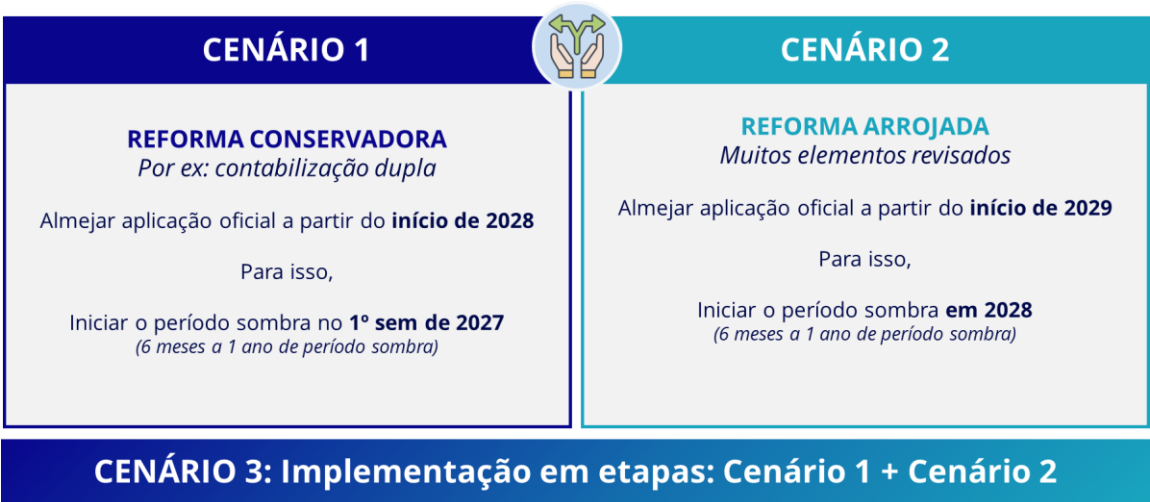 CENÁRIO 1
REFORMA CONSERVADORA
Por ex: contabilização dupla
Almejar aplicação oficial a partir do início de 2028
Para isso,
Iniciar o período sombra no 1º sem de 2027
(6 meses a 1 ano de período sombra)
CENÁRIO 2
REFORMA ARROJADA
Muitos elementos revisados
Almejar aplicação oficial a partir do início de 2029
Para isso,
Iniciar o período sombra em 2028
(6 meses a 1 ano de período sombra)
CENÁRIO 3: Implementação em etapas: Cenário 1 + Cenário 2